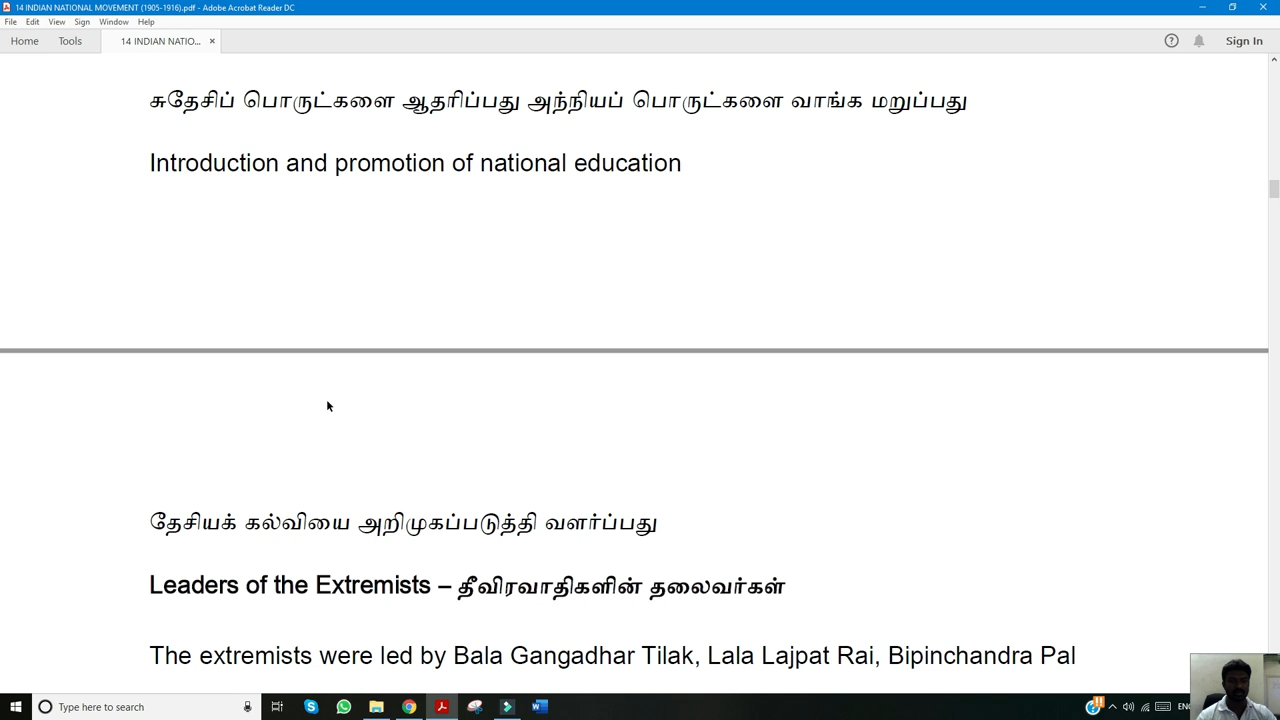 14 INDIAN NATIONAL MOVEMENT (1905-1916).pdf - Adobe Acrobat Reader DC
File Edit View Sign Window Help
Home Tools 14 INDIAN NATIO... × Sign In
சுதேசிப் பொருட்களை ஆதரிப்பது அந்நியப் பொருட்களை வாங்க மறுப்பது
Introduction and promotion of national education
தேசியக் கல்வியை அறிமுகப்படுத்தி வளர்ப்பது
Leaders of the Extremists – தீவிரவாதிகளின் தலைவர்கள்
The extremists were led by Bala Gangadhar Tilak, Lala Lajpat Rai, Bipinchandra Pal
Type here to search